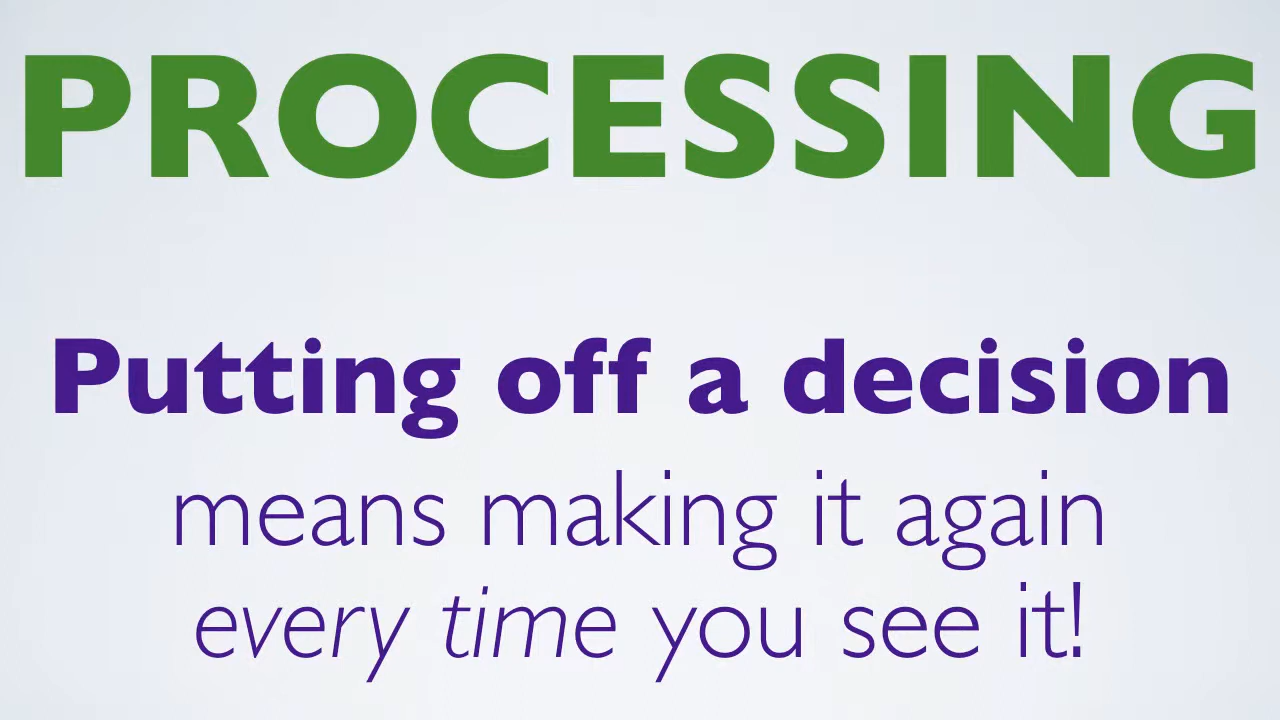 PROCESSING
Putting off a decision
means making it again
every time you see it!